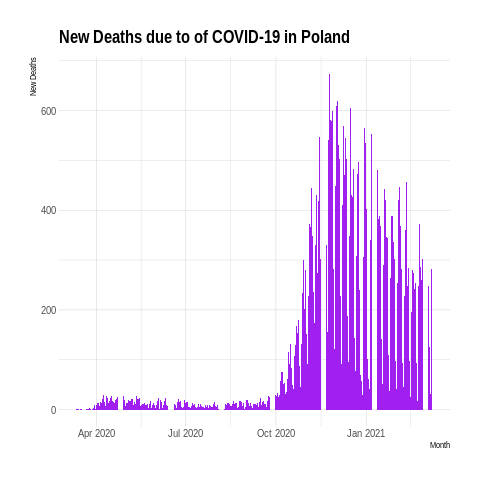 New Deaths due to of COVID-19 in Poland
New Deaths
600
400
200
0
Apr 2020 Jul 2020 Oct 2020 Jan 2021
Month